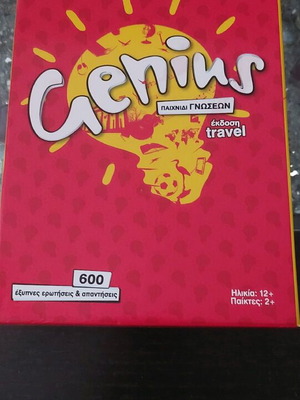 Genius
ΠΑΙΧΝΙΔΙ ΓΝΩΣΕΩΝ
έκδοση
travel
600
έξυπνες ερωτήσεις & απαντήσεις
Ηλικία: 12+
Παίκτες: 2+